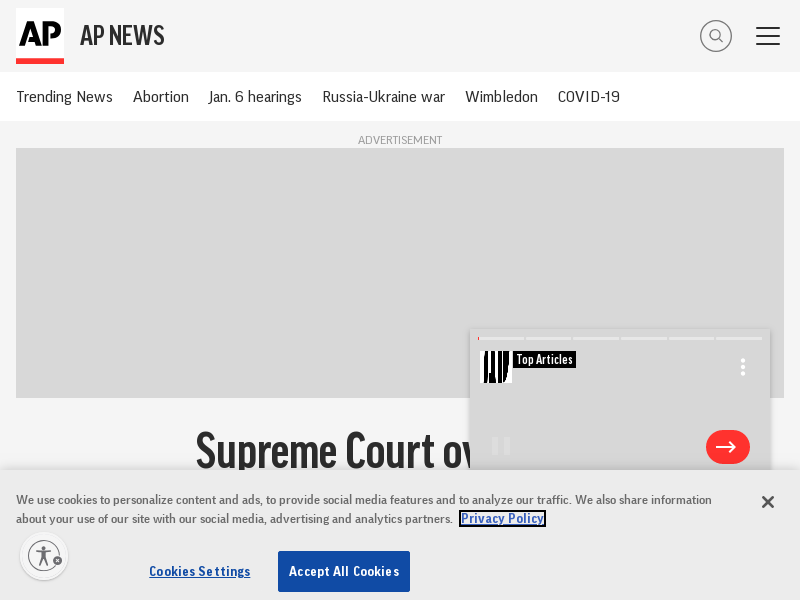 AP AP NEWS
Trending News Abortion Jan. 6 hearings Russia-Ukraine war Wimbledon COVID-19
ADVERTISEMENT
Top Articles
Supreme Court
We use cookies to personalize content and ads, to provide social media features and to analyze our traffic. We also share information
about your use of our site with our social media, advertising and analytics partners. Privacy Policy
Cookies Settings Accept All Cookies